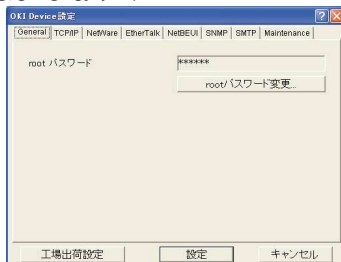 OKI Device設定
General TCP/IP NetWare EtherTalk NetBEUI SNMP SMTP Maintenance
root パスワード ******
rootパスワード変更...
工場出荷設定 設定 キャンセル